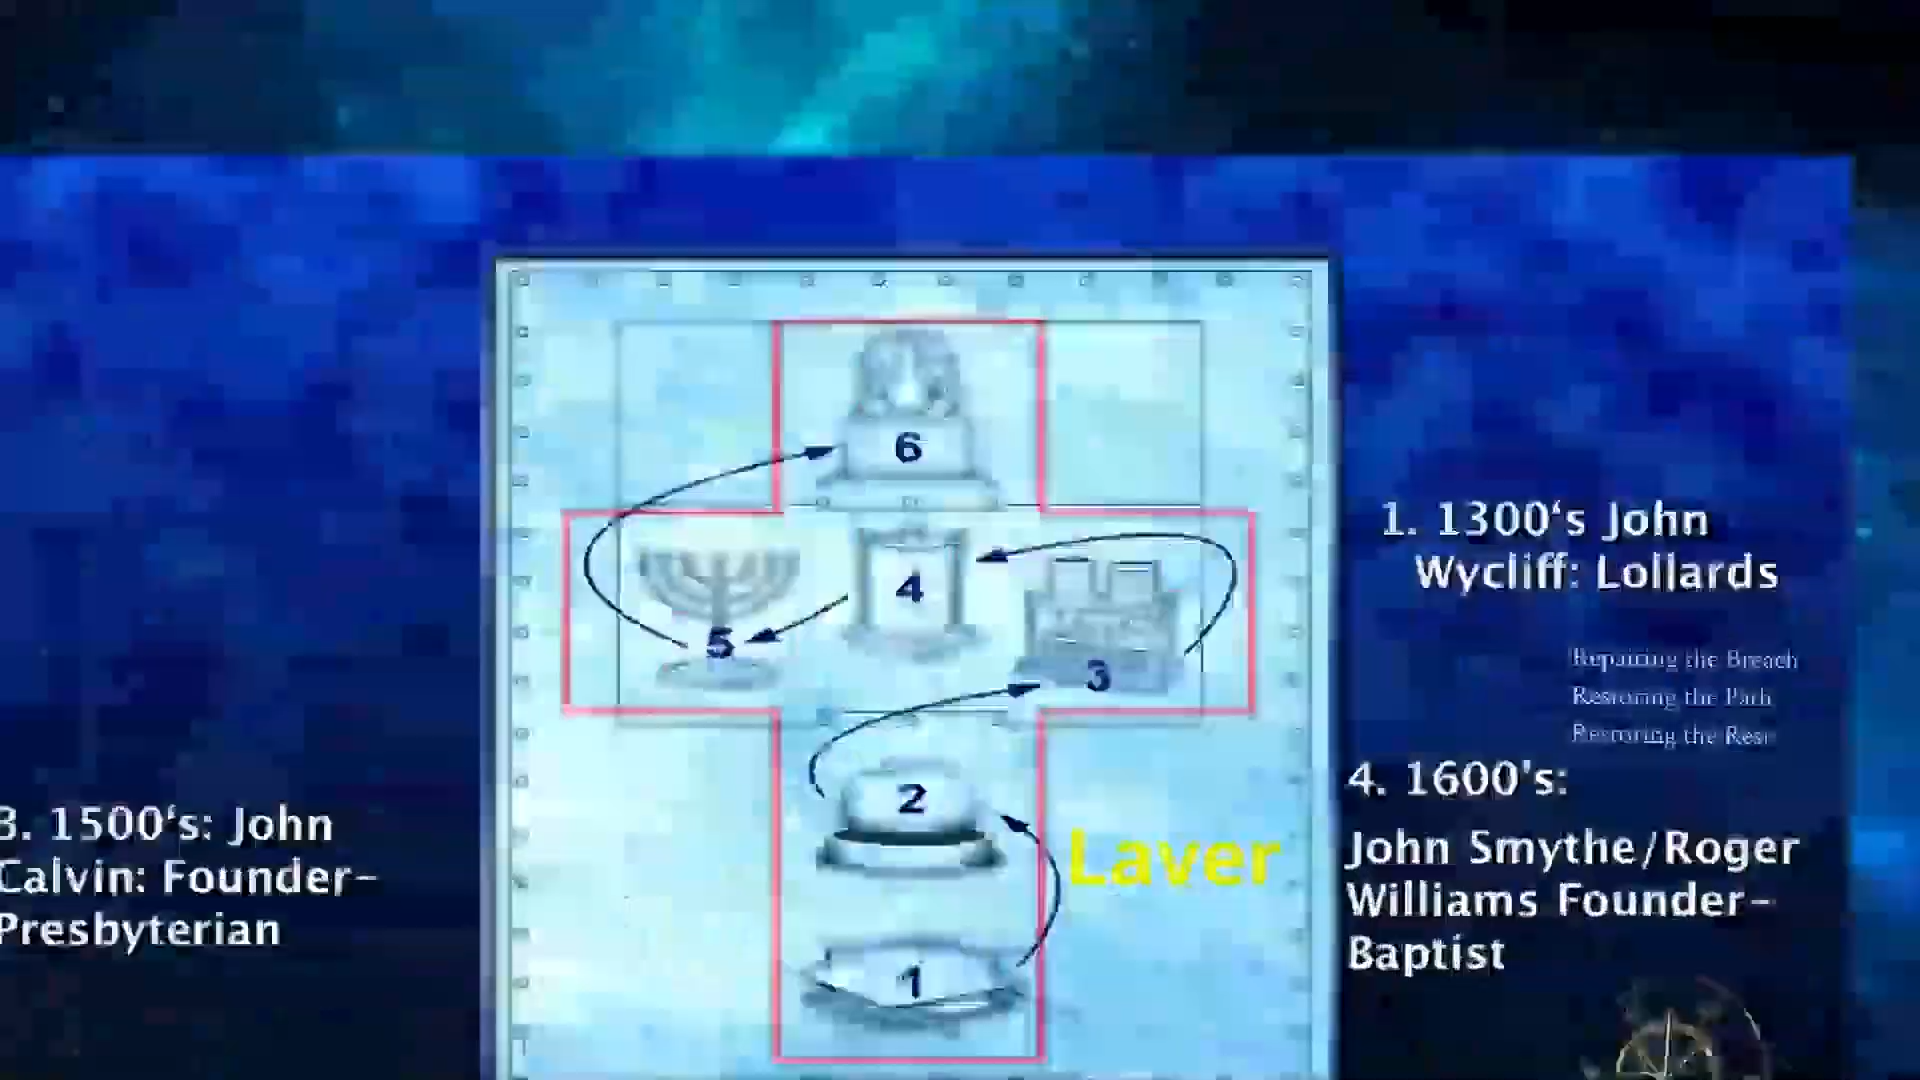 6
4
5
3
2
Laver
1
1. 1300‘s John
Wycliff: Lollards
Repairing the Breach
Restoring the Path
Restoring the Rest
3. 1500‘s: John
Calvin: Founder–
Presbyterian
4. 1600's:
John Smythe/Roger
Williams Founder–
Baptist